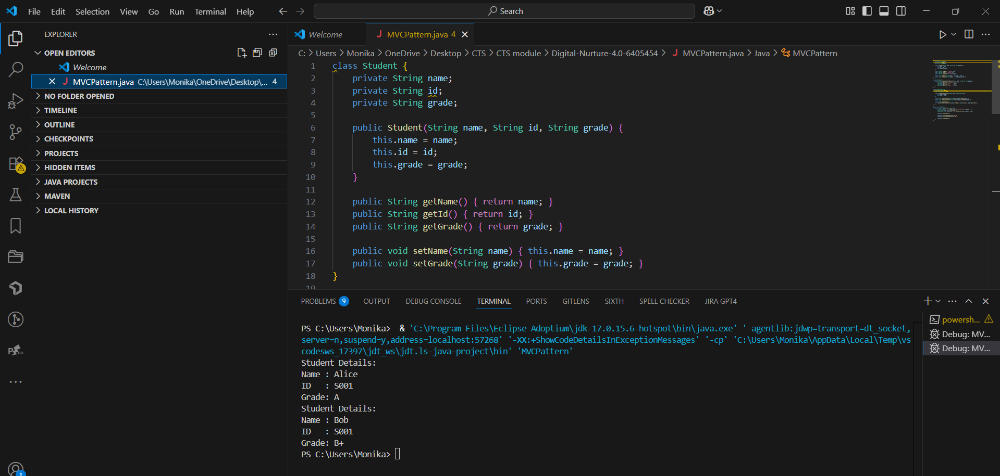 File Edit Selection View Go Run Terminal Help
Search
EXPLORER
OPEN EDITORS
Welcome
MVCPattern.java C:\Users\Monika\OneDrive\Desktop\... 4
NO FOLDER OPENED
TIMELINE
OUTLINE
CHECKPOINTS
PROJECTS
HIDDEN ITEMS
JAVA PROJECTS
MAVEN
LOCAL HISTORY
1
Welcome
MVCPattern.java 4
C: > Users > Monika > OneDrive > Desktop > CTS > CTS module > Digital-Nurture-4.0-6405454 > MVCPattern.java > Java > MVCPattern
1 class Student {
2 private String name;
3 private String id;
4 private String grade;
5
6 public Student(String name, String id, String grade) {
7 this.name = name;
8 this.id = id;
9 this.grade = grade;
10 }
11
12 public String getName() { return name; }
13 public String getId() { return id; }
14 public String getGrade() { return grade; }
15
16 public void setName(String name) { this.name = name; }
17 public void setGrade(String grade) { this.grade = grade; }
18 }
19
PROBLEMS 9 OUTPUT DEBUG CONSOLE TERMINAL PORTS GITLENS SIXTH SPELL CHECKER JIRA GPT4
PS C:\Users\Monika> & 'C:\Program Files\Eclipse Adoptium\jdk-17.0.15.6-hotspot\bin\java.exe' '-agentlib:jdwp=transport=dt_socket,
server=n,suspend=y,address=localhost:57268' '-XX:+ShowCodeDetailsInExceptionMessages' '-cp' 'C:\Users\Monika\AppData\Local\Temp\vs
codesws_17397\jdt_ws\jdt.ls-java-project\bin' 'MVCPattern'
Student Details:
Name : Alice
ID : S001
Grade: A
Student Details:
Name : Bob
ID : S001
Grade: B+
PS C:\Users\Monika>
powersh...
Debug: MV...
Debug: MV...